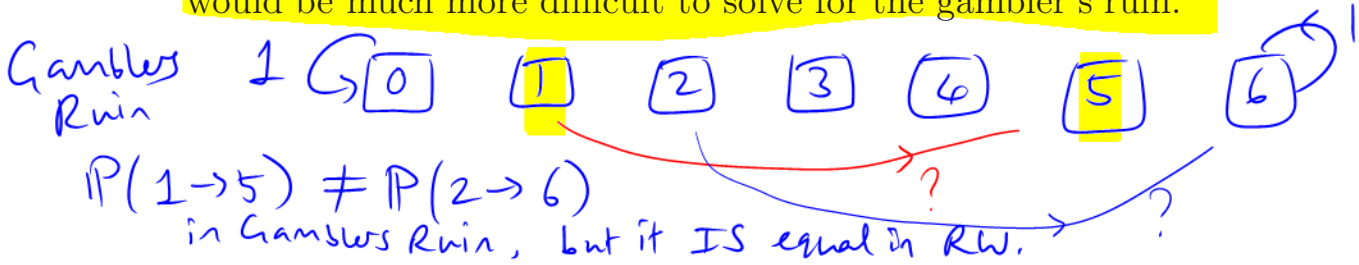 would be much more difficult to solve for the gambler's ruin.
Gamblers 1 0 1 2 3 4 5 6 1
Ruin
ℙ(1→5) ≠ ℙ(2→6) ? ?
in Gamblers Ruin, but it IS equal in RW.